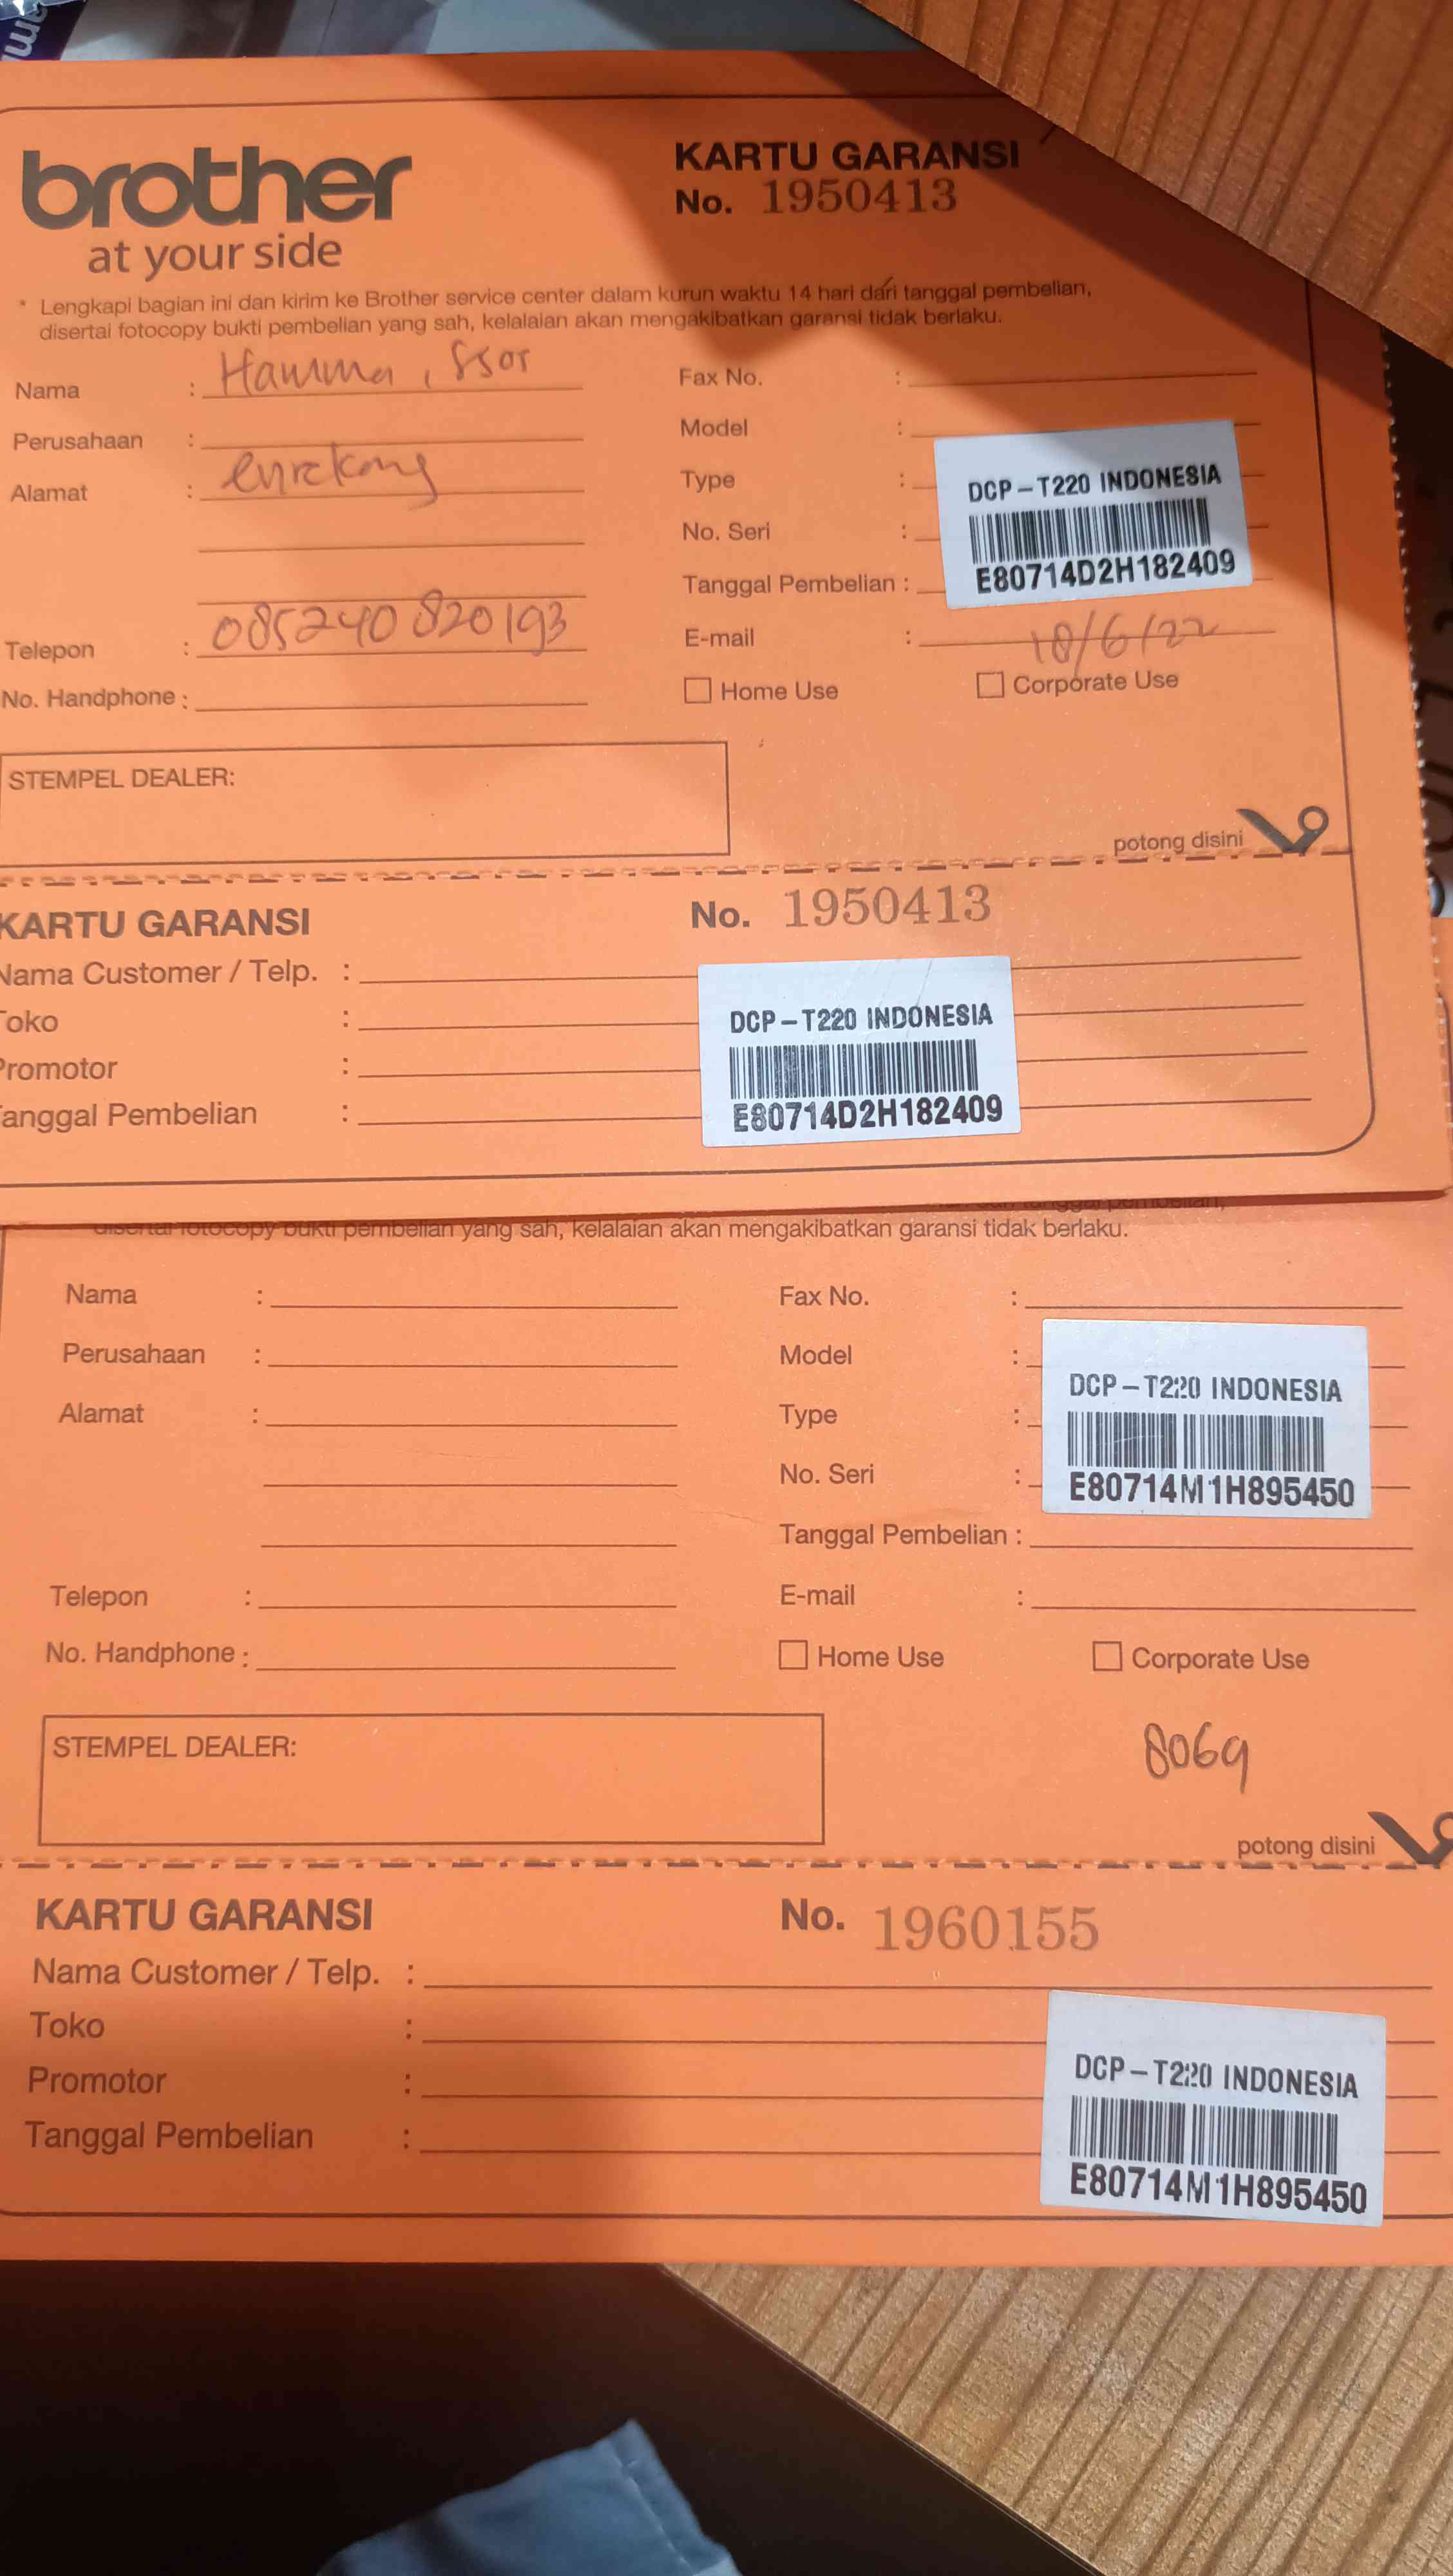 brother
at your side
KARTU GARANSI
No. 1950413
* Lengkapi bagian ini dan kirim ke Brother service center dalam kurun waktu 14 hari dari tanggal pembelian,
disertai fotocopy bukti pembelian yang sah, kelalaian akan mengakibatkan garansi tidak berlaku.
Nama :
Perusahaan :
Alamat : enrekang
Telepon : 085240820193
No. Handphone :
Fax No. :
Model :
Type :
No. Seri :
DCP-T220 INDONESIA
E80714D2H182409
Tanggal Pembelian :
E-mail : 18/6/22
Home Use Corporate Use
STEMPEL DEALER:
potong disini
KARTU GARANSI No. 1950413
Nama Customer / Telp. :
Toko :
Promotor :
Tanggal Pembelian :
DCP-T220 INDONESIA
E80714D2H182409
disertai fotocopy bukti pembelian yang sah, kelalaian akan mengakibatkan garansi tidak berlaku.
Nama :
Perusahaan :
Alamat :
Telepon :
No. Handphone :
Fax No. :
Model :
Type :
No. Seri :
DCP-T220 INDONESIA
E80714M1H895450
Tanggal Pembelian :
E-mail :
Home Use Corporate Use
STEMPEL DEALER:
8069
potong disini
KARTU GARANSI No. 1960155
Nama Customer / Telp. :
Toko :
Promotor :
Tanggal Pembelian :
DCP-T220 INDONESIA
E80714M1H895450